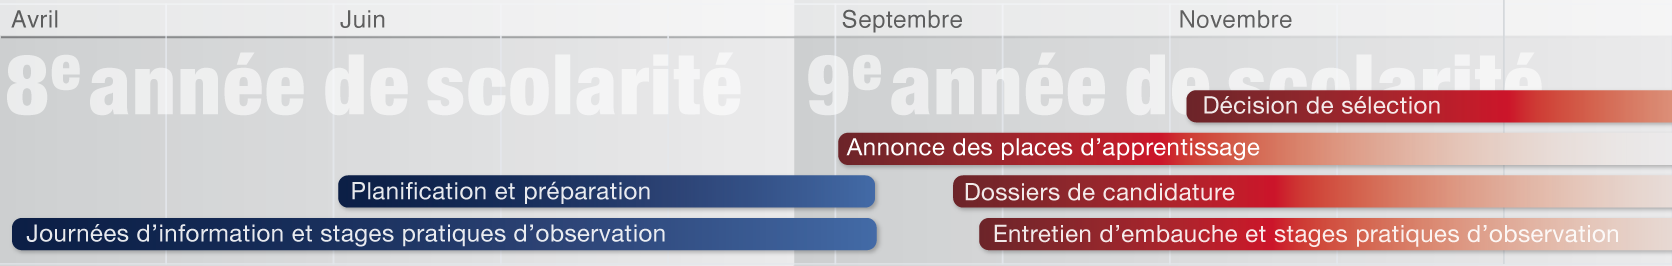 Avril
Juin
Septembre
Novembre
8e année de scolarité
9e année de scolarité
Décision de sélection
Annonce des places d’apprentissage
Planification et préparation
Dossiers de candidature
Journées d’information et stages pratiques d’observation
Entretien d’embauche et stages pratiques d’observation